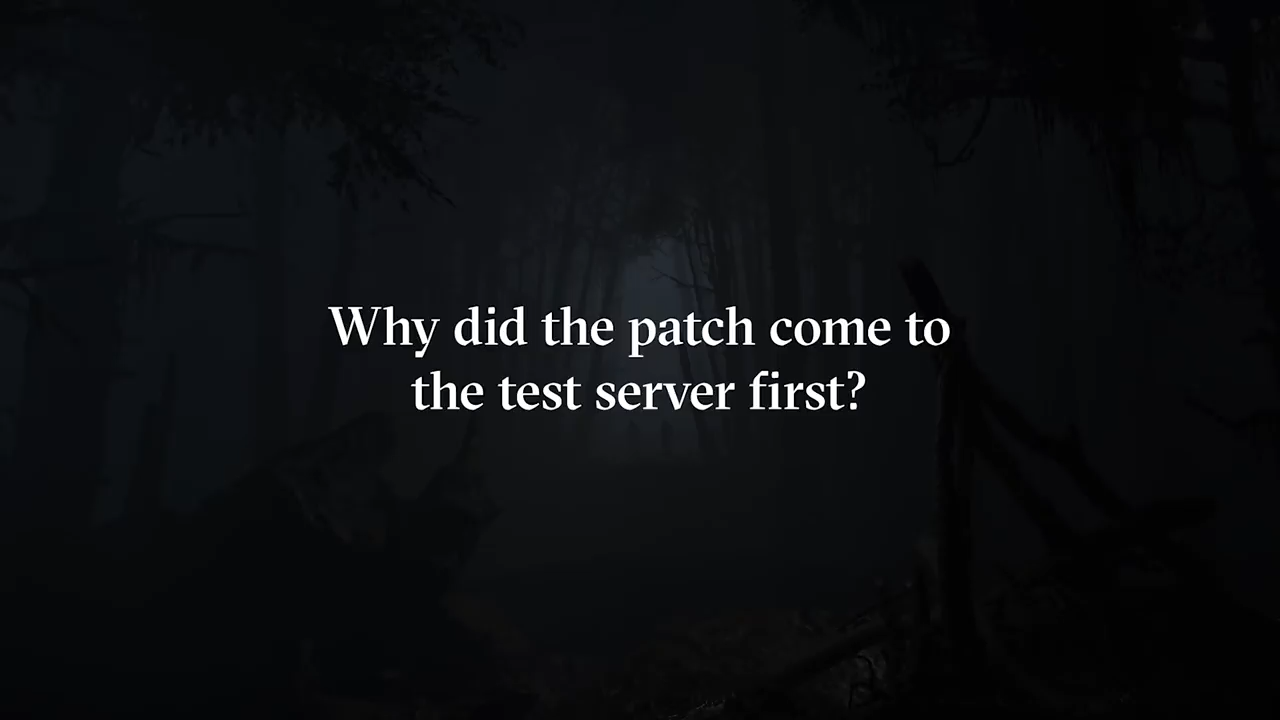 Why did the patch come to
the test server first?